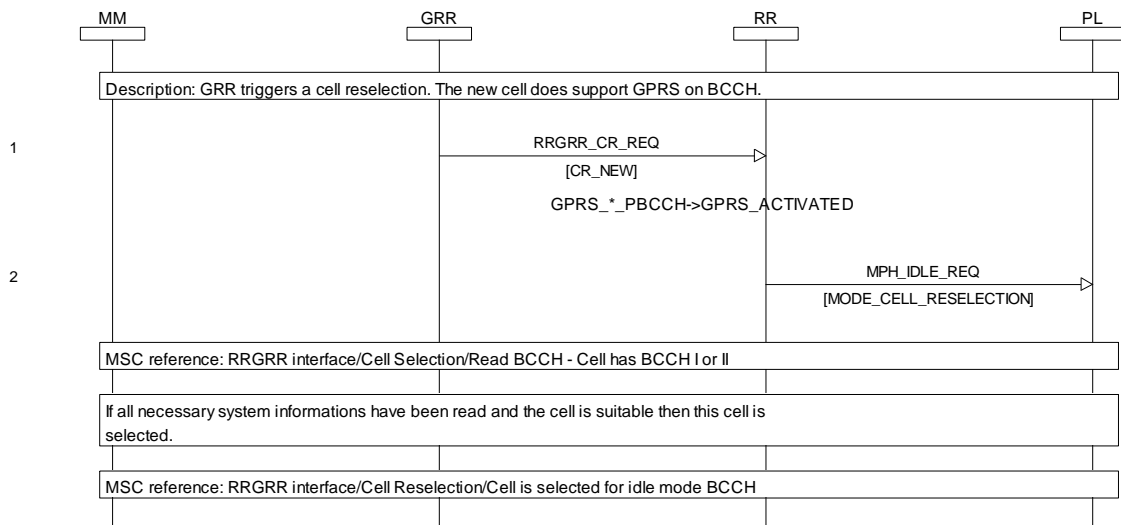 MM GRR RR PL
Description: GRR triggers a cell reselection. The new cell does support GPRS on BCCH.
1
RRGRR_CR_REQ
[CR_NEW]
GPRS_*_PBCCH->GPRS_ACTIVATED
2
MPH_IDLE_REQ
[MODE_CELL_RESELECTION]
MSC reference: RRGRR interface/Cell Selection/Read BCCH - Cell has BCCH I or II
If all necessary system informations have been read and the cell is suitable then this cell is
selected.
MSC reference: RRGRR interface/Cell Reselection/Cell is selected for idle mode BCCH